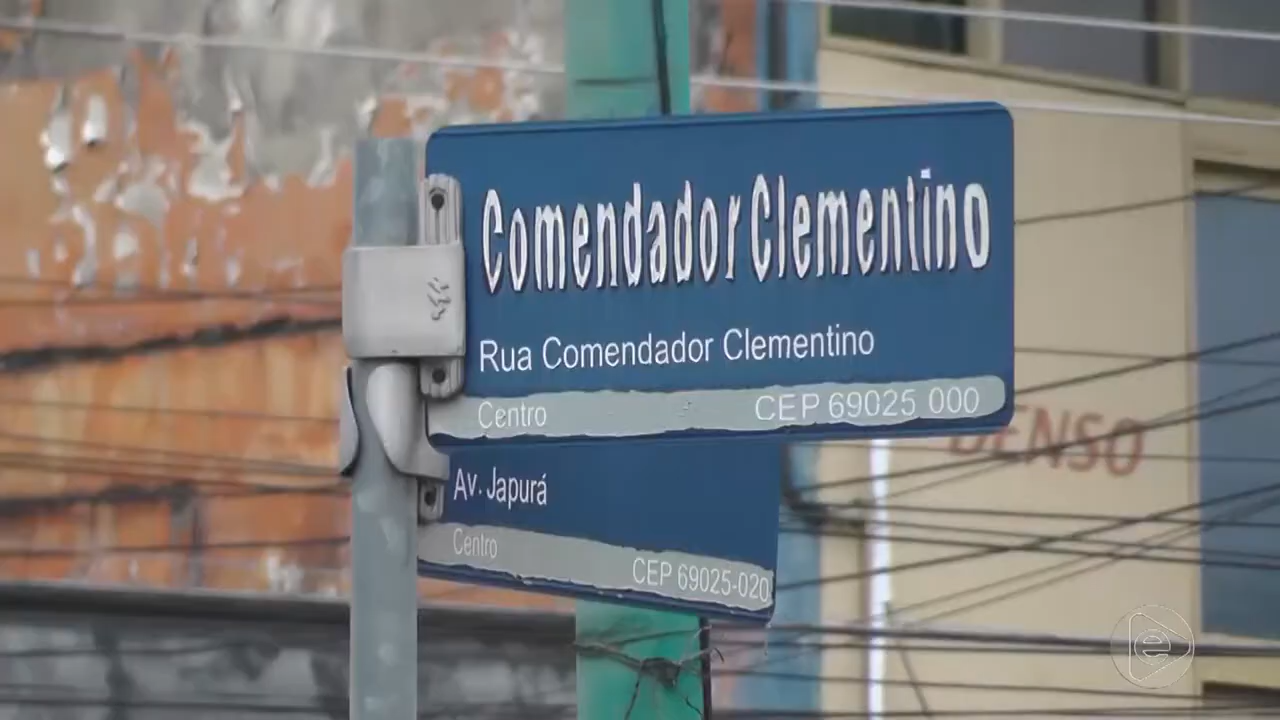 Comendador Clementino
Rua Comendador Clementino
Centro
CEP 69025 000
Av. Japurá
Centro
CEP 69025-020
DENSO
e